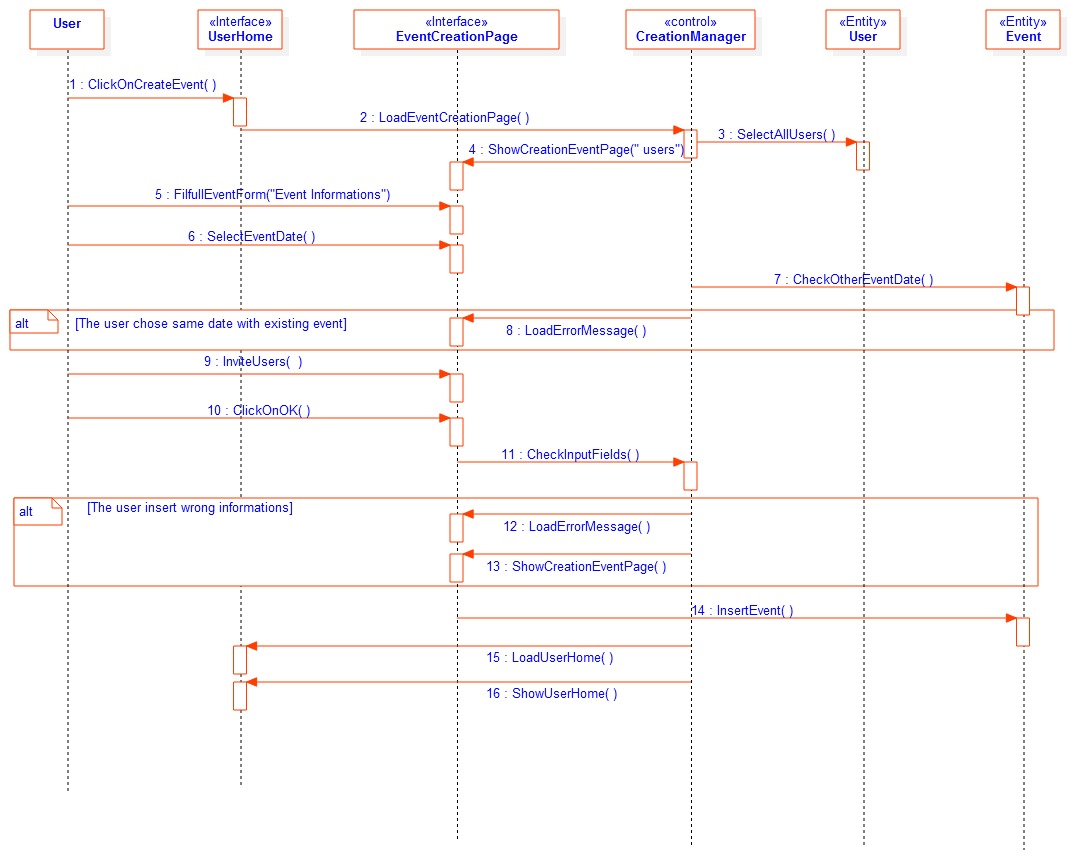 User
«Interface»
UserHome
«Interface»
EventCreationPage
«control»
CreationManager
«Entity»
User
«Entity»
Event
1 : ClickOnCreateEvent( )
2 : LoadEventCreationPage( )
3 : SelectAllUsers( )
4 : ShowCreationEventPage(" users")
5 : FilfullEventForm("Event Informations")
6 : SelectEventDate( )
7 : CheckOtherEventDate( )
alt
[The user chose same date with existing event]
8 : LoadErrorMessage( )
9 : InviteUsers(  )
10 : ClickOnOK( )
11 : CheckInputFields( )
alt
[The user insert wrong informations]
12 : LoadErrorMessage( )
13 : ShowCreationEventPage( )
14 : InsertEvent( )
15 : LoadUserHome( )
16 : ShowUserHome( )